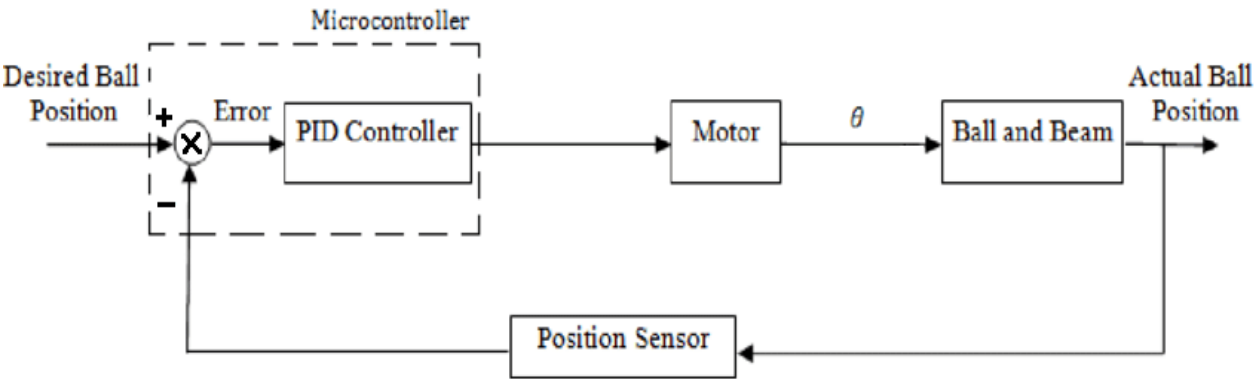 Microcontroller
Desired Ball
Position
+
Error
PID Controller
Motor
θ
Ball and Beam
Actual Ball
Position
−
Position Sensor